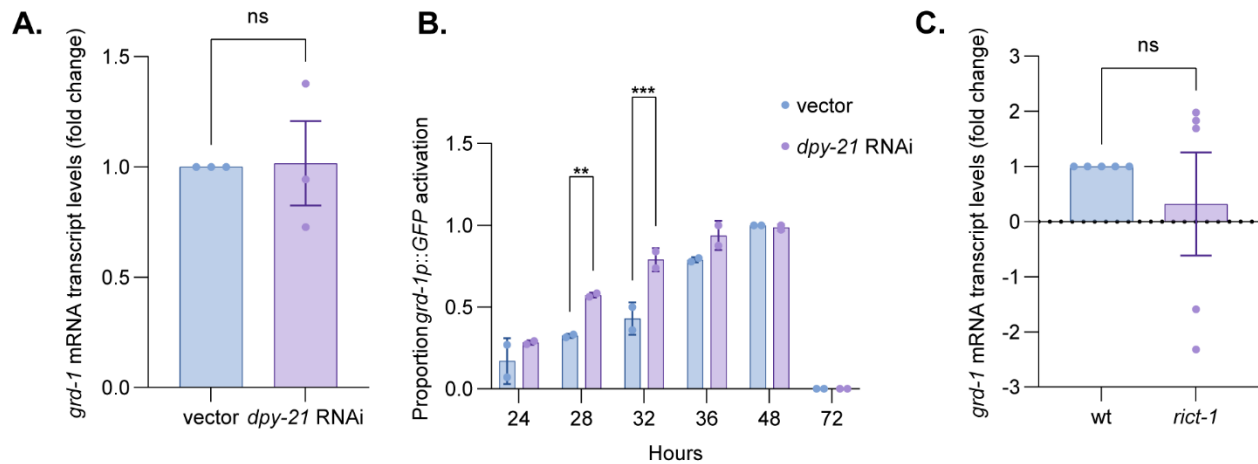 A.
ns
grd-1 mRNA transcript levels (fold change)
1.5
1.0
0.5
0.0
vector
dpy-21 RNAi
B.
Proportion grd-1p::GFP activation
1.5
1.0
0.5
0.0
**
***
vector
dpy-21 RNAi
24
28
32
36
48
72
Hours
C.
ns
grd-1 mRNA transcript levels (fold change)
3
2
1
0
-1
-2
-3
wt
rict-1